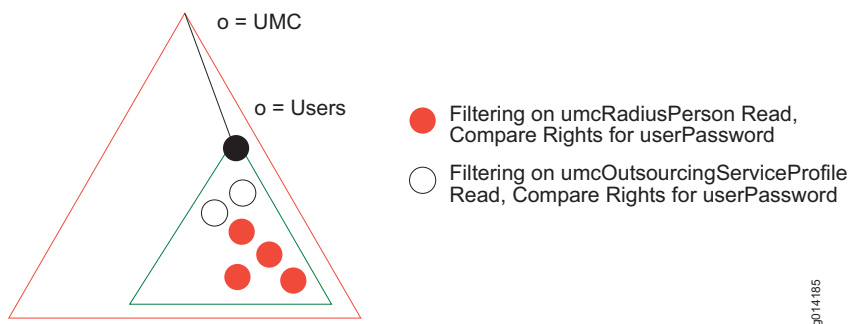 o = UMC
o = Users
Filtering on umcRadiusPerson Read,
Compare Rights for userPassword
Filtering on umcOutsourcingServiceProfile
Read, Compare Rights for userPassword
g014185